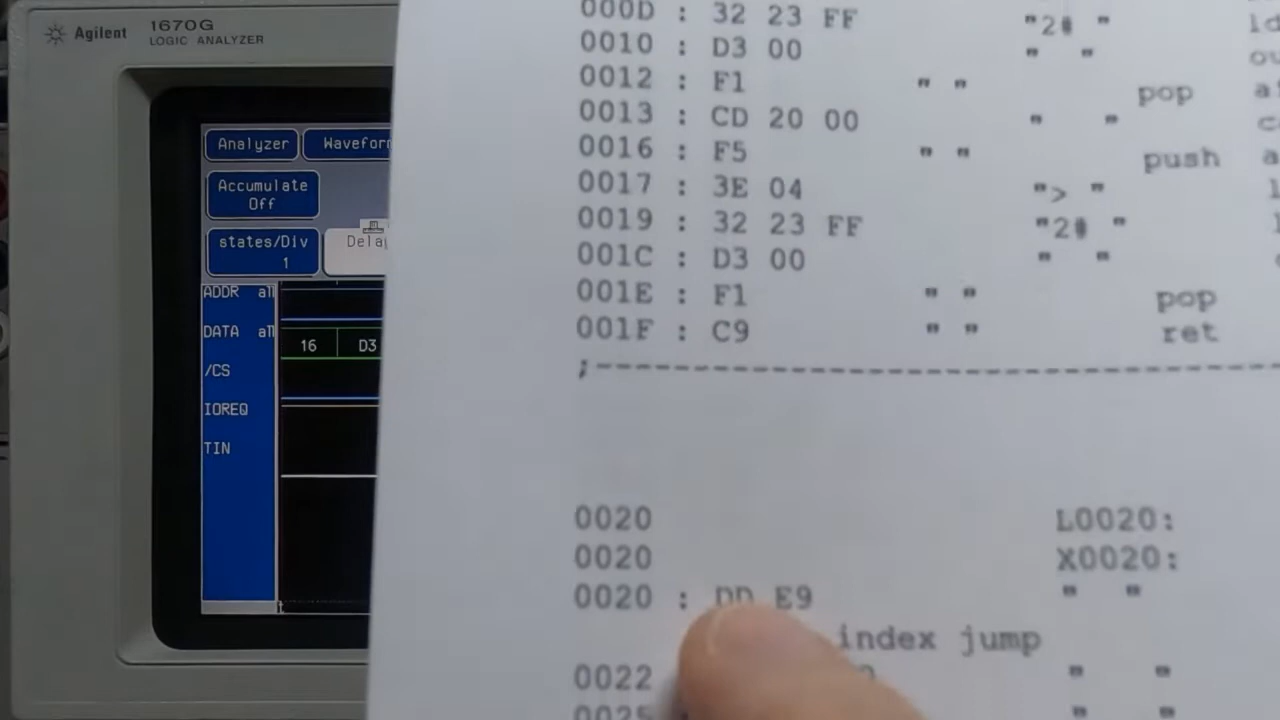 Agilent 1670G
LOGIC ANALYZER
Analyzer
Accumulate
Off
states/Div
1
ADDR all
DATA all 16 D3
/CS
IOREQ
TIN
000D : 32 23 FF "2# "
0010 : D3 00 " "
0012 : F1 " " pop
0013 : CD 20 00 " "
0016 : F5 " " push
0017 : 3E 04 "> "
0019 : 32 23 FF "2# "
001C : D3 00 " "
001E : F1 " " pop
001F : C9 " " ret
;--------------------------------
0020 L0020:
0020 X0020:
0020 : DD E9 " "
index jump
0022 " "
0025 " "